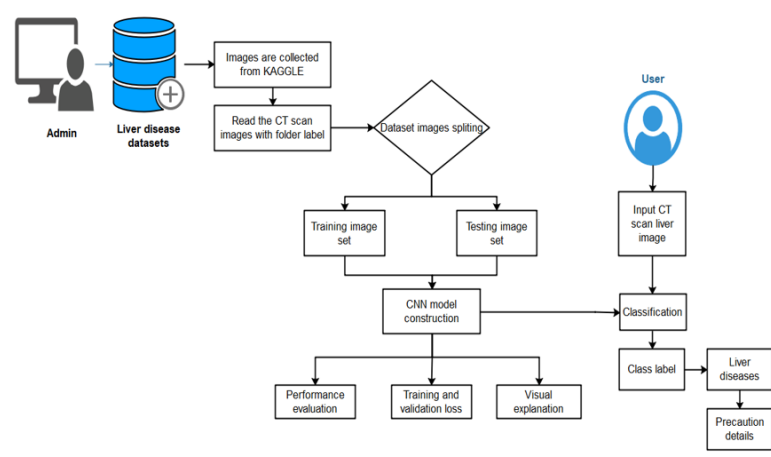 Admin
Liver disease
datasets
Images are collected
from KAGGLE
Read the CT scan
images with folder label
Dataset images spliting
Training image
set
Testing image
set
CNN model
construction
Performance
evaluation
Training and
validation loss
Visual
explanation
User
Input CT
scan liver
image
Classification
Class label
Liver
diseases
Precaution
details